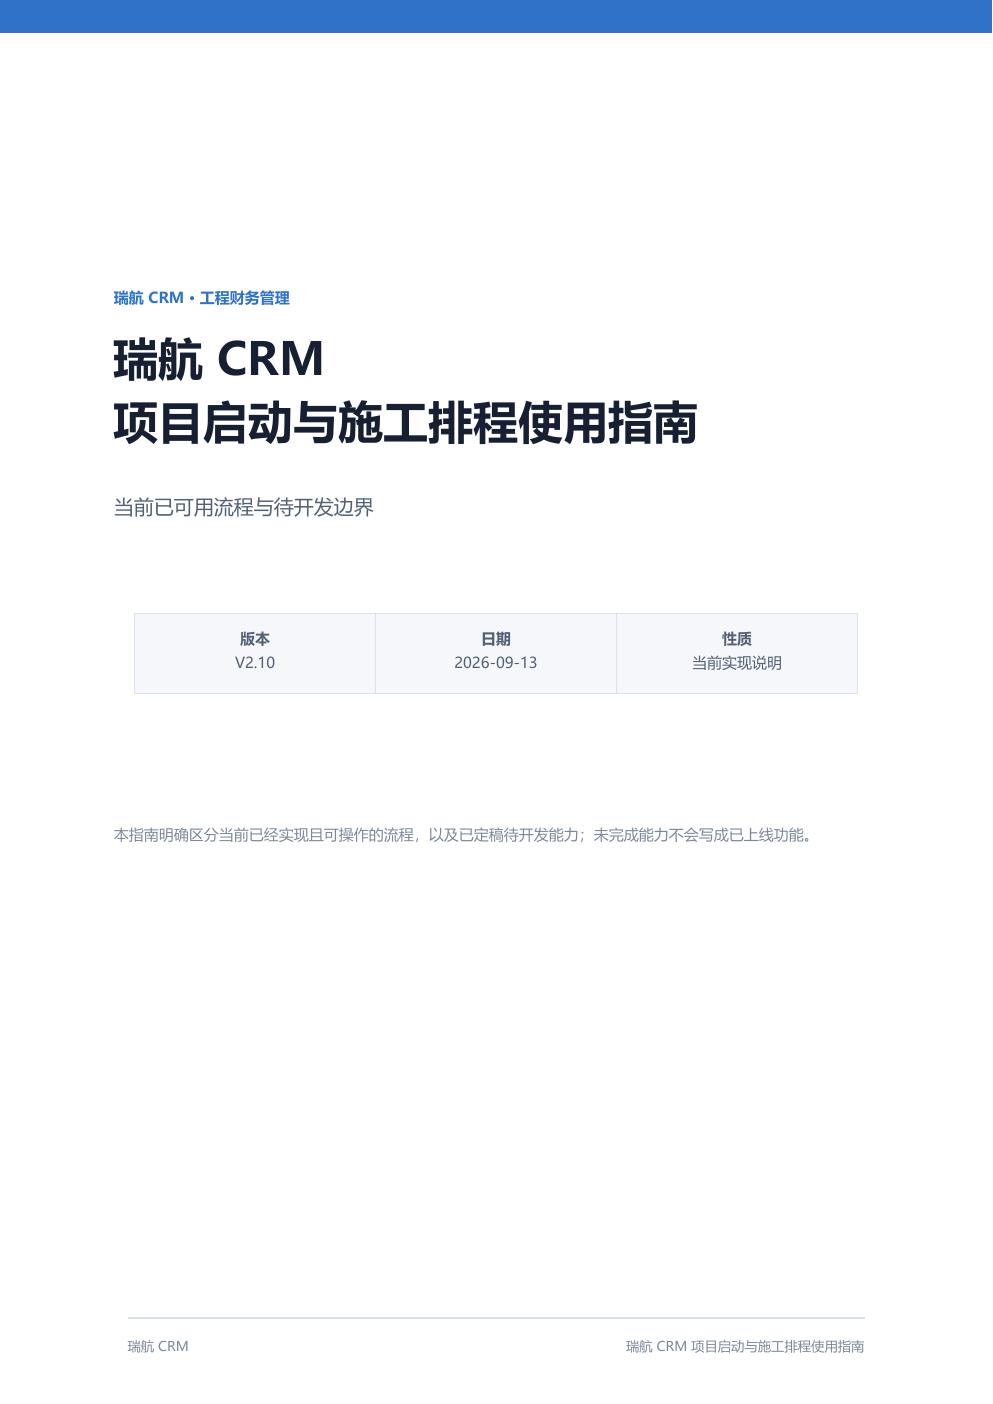 瑞航 CRM · 工程财务管理
瑞航 CRM
项目启动与施工排程使用指南
当前已可用流程与待开发边界
版本
V2.10
日期
2026-09-13
性质
当前实现说明
本指南明确区分当前已经实现且可操作的流程，以及已定稿待开发能力；未完成能力不会写成已上线功能。
瑞航 CRM
瑞航 CRM 项目启动与施工排程使用指南